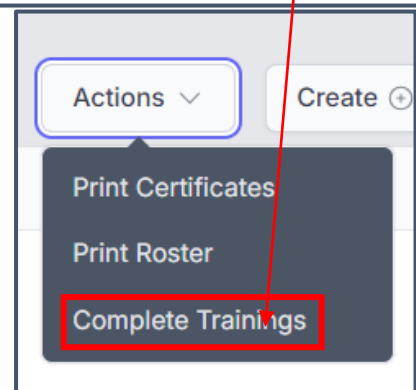 Actions
Create
Print Certificates
Print Roster
Complete Trainings